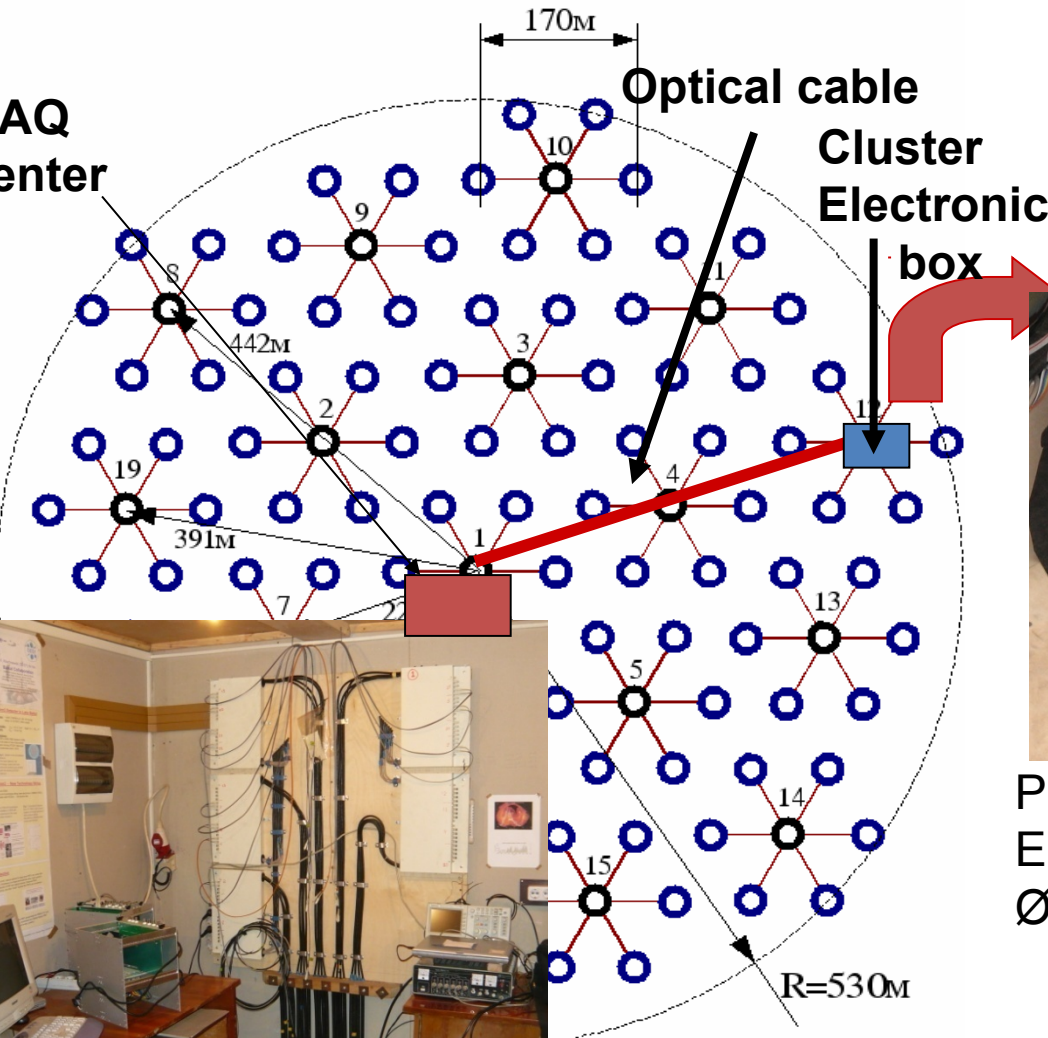 170м
Optical cable
AQ
enter
Cluster
Electronic
box
10
9
8
11
442м
3
2
12
19
4
391м
1
7
22
13
5
14
15
R=530м
P
E
Ø